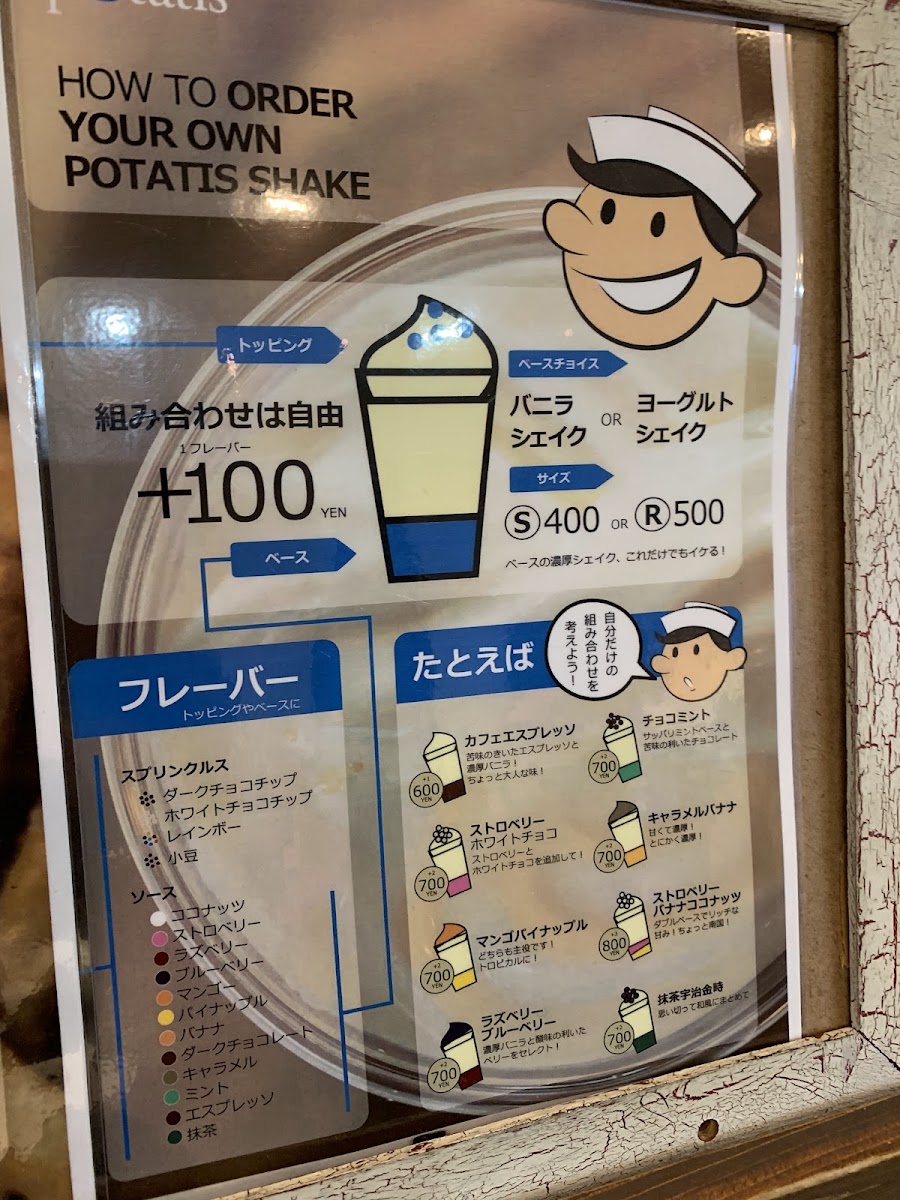 potatis
HOW TO ORDER
YOUR OWN
POTATIS SHAKE
トッピング
組み合わせは自由
1フレーバー
+100 YEN
ベース
ベースチョイス
バニラ
シェイク
OR
ヨーグルト
シェイク
サイズ
S 400 OR R 500
ベースの濃厚シェイク、これだけでもイケる!
フレーバー
トッピングやベースに
スプリンクルス
ダークチョコチップ
ホワイトチョコチップ
レインボー
小豆
ソース
ココナッツ
ストロベリー
ラズベリー
ブルーベリー
マンゴー
パイナップル
バナナ
ダークチョコレート
キャラメル
ミント
エスプレッソ
抹茶
たとえば
自分だけの
組み合わせを
考えよう!
カフェエスプレッソ
苦味のきいたエスプレッソと
濃厚バニラ!
ちょっと大人な味!
+1
600
YEN
ストロベリー
ホワイトチョコ
ストロベリーと
ホワイトチョコを追加して!
+2
700
YEN
マンゴパイナップル
どちらも主役です!
トロピカルに!
+2
700
YEN
ラズベリー
ブルーベリー
濃厚バニラと酸味の利いた
ベリーをセレクト!
+2
700
YEN
チョコミント
サッパリミントベースと
苦味の利いたチョコレート
+2
700
YEN
キャラメルバナナ
甘くて濃厚!
とにかく濃厚!
+2
700
YEN
ストロベリー
バナナココナッツ
ダブルベースでリッチな
甘み!ちょっと南国!
+3
800
YEN
抹茶宇治金時
思い切って和風にまとめて
+2
700
YEN